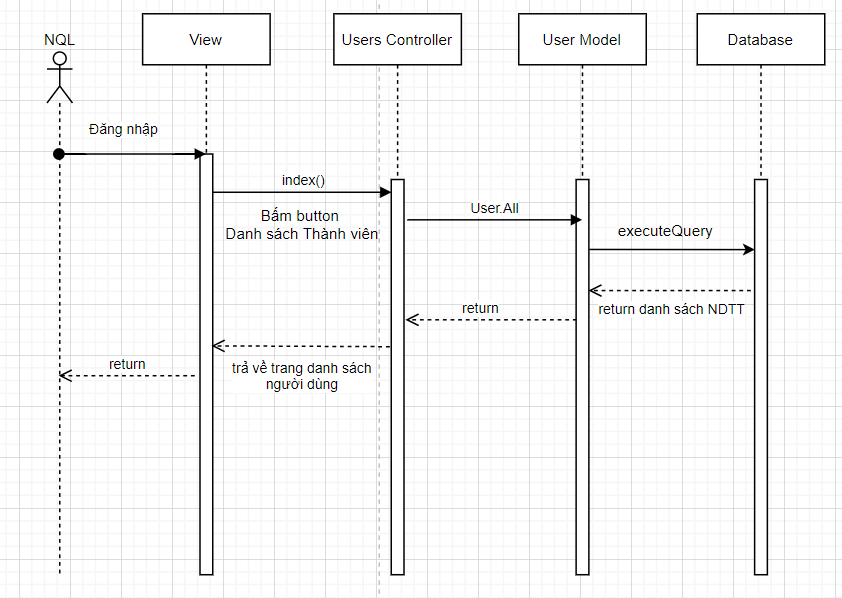 NQL
View
Users Controller
User Model
Database
Đăng nhâp
index()
Bấm button
Danh sách Thành viên
User.All
executeQuery
return danh sách NDTT
return
trả về trang danh sách
người dùng
return